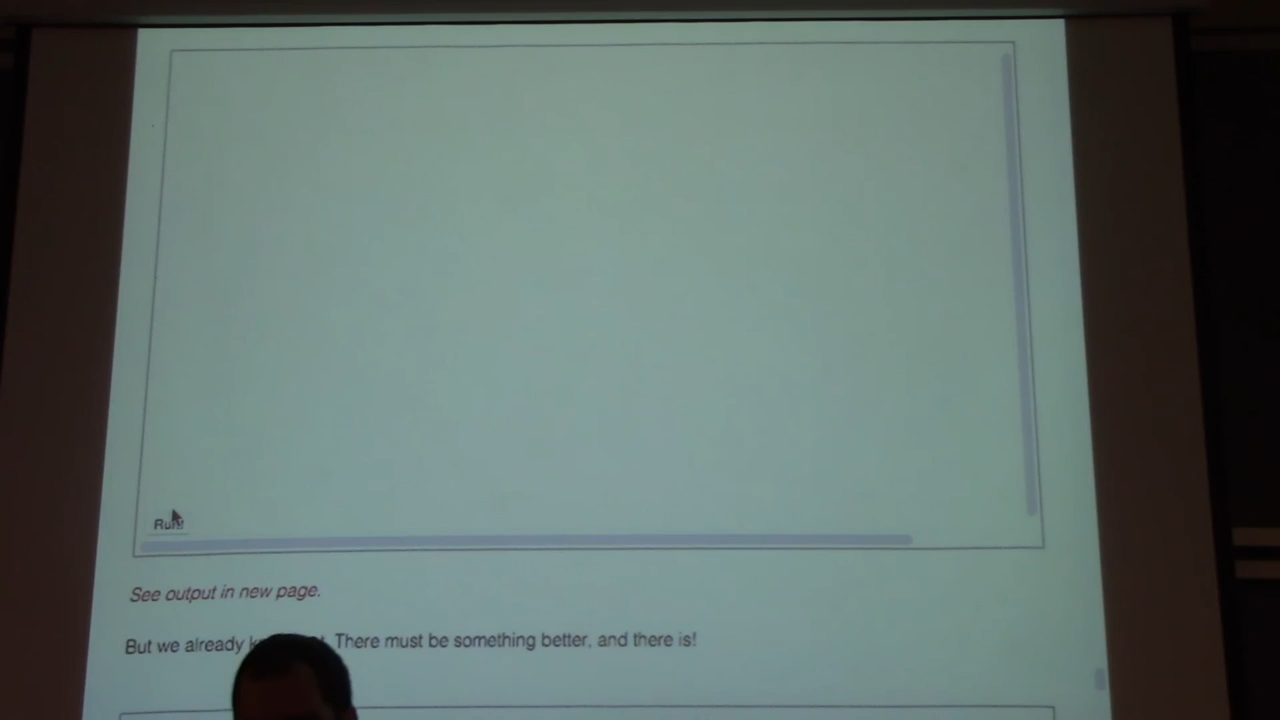 Run!
See output in new page.
But we already There must be something better, and there is!